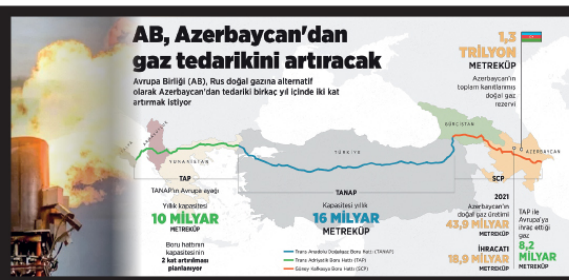 AB, Azerbaycan'dan
gaz tedarikini artıracak
Avrupa Birliği (AB), Rus doğal gazına alternatif
olarak Azerbaycan'dan tedariki birkaç yıl içinde iki kat
artırmak istiyor
1,3
TRİLYON
METREKÜP
Azerbaycan'ın
toplam kanıtlanmış
doğal gaz
rezervi
GÜRCİSTAN
AZERBAYCAN
TÜRKİYE
YUNANİSTAN
TAP
TANAP'ın Avrupa ayağı
Yıllık kapasitesi
10 MİLYAR
METREKÜP
Boru hattının
kapasitesinin
2 kat artırılması
planlanıyor
TANAP
Kapasitesi yıllık
16 MİLYAR
METREKÜP
Trans Anadolu Doğalgaz Boru Hattı (TANAP)
Trans Adriyatik Boru Hattı (TAP)
Güney Kafkasya Boru Hattı (SCP)
SCP
2021
Azerbaycan'ın
doğal gaz üretimi
43,9 MİLYAR
METREKÜP
İHRACATI
18,9 MİLYAR
METREKÜP
TAP ile
Avrupa'ya
ihraç ettiği
gaz
8,2
MİLYAR
METREKÜP